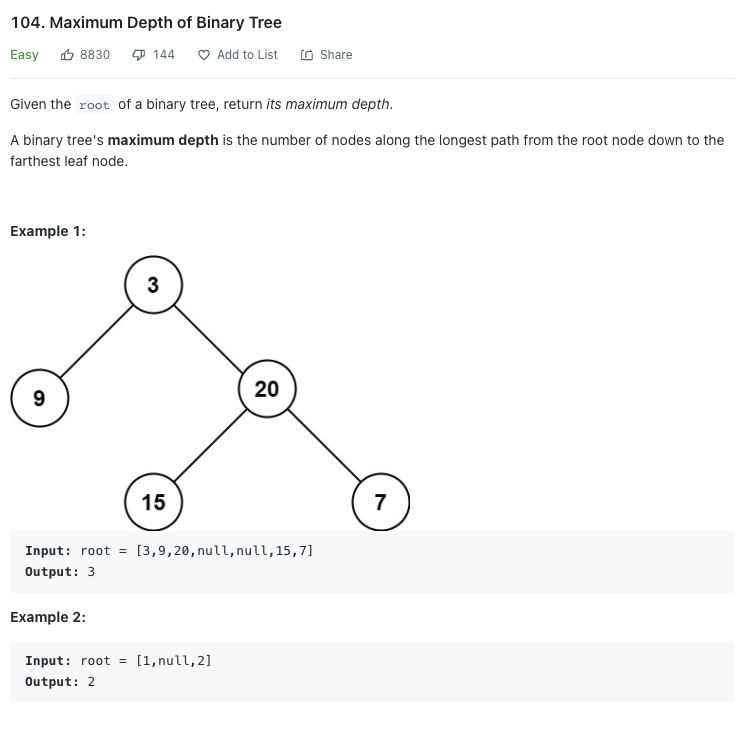 104. Maximum Depth of Binary Tree
Easy 8830 144 Add to List Share
Given the root of a binary tree, return its maximum depth.
A binary tree's maximum depth is the number of nodes along the longest path from the root node down to the
farthest leaf node.
Example 1:
3
9
20
15
7
Input: root = [3,9,20,null,null,15,7]
Output: 3
Example 2:
Input: root = [1,null,2]
Output: 2